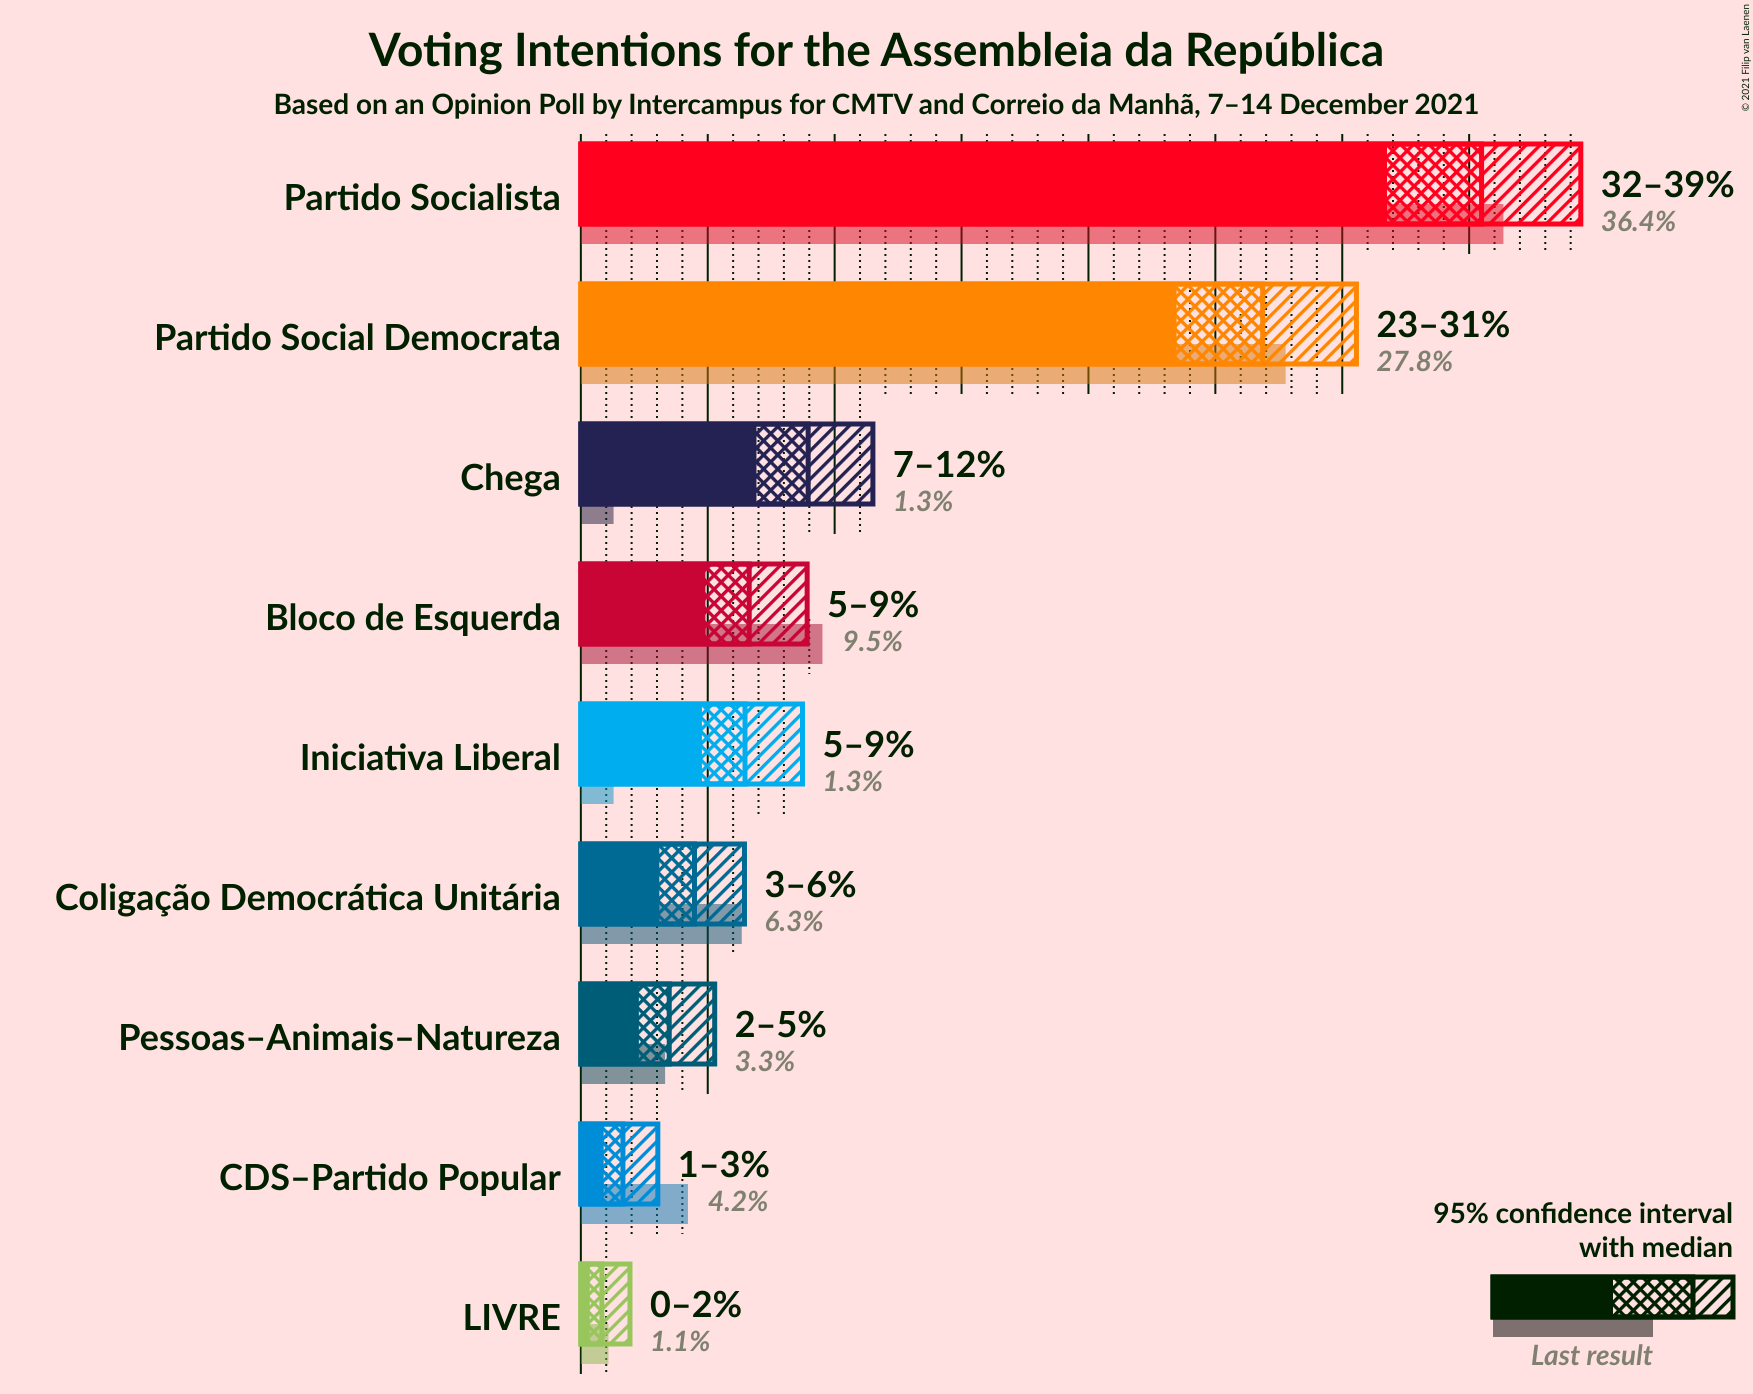 Voting Intentions for the Assembleia da República
Based on an Opinion Poll by Intercampus for CMTV and Correio da Manhã, 7–14 December 2021
© 2021 Filip van Laenen
Partido Socialista
32–39%
36.4%
Partido Social Democrata
23–31%
27.8%
Chega
7–12%
1.3%
Bloco de Esquerda
5–9%
9.5%
Iniciativa Liberal
5–9%
1.3%
Coligação Democrática Unitária
3–6%
6.3%
Pessoas–Animais–Natureza
2–5%
3.3%
CDS–Partido Popular
1–3%
4.2%
LIVRE
0–2%
1.1%
95% confidence interval
with median
Last result